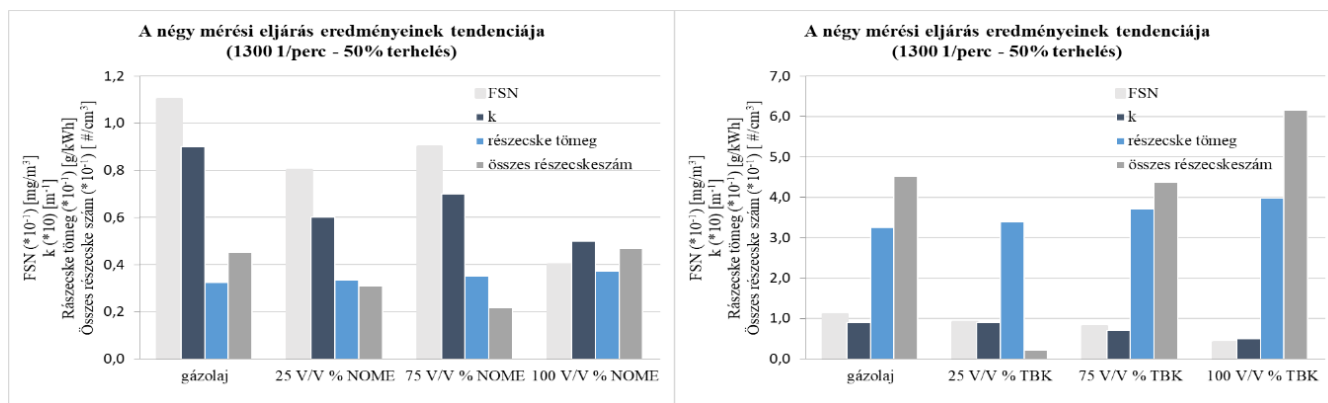 A négy mérési eljárás eredményeinek tendenciája
(1300 1/perc - 50% terhelés)
FSN (*10⁻¹) [mg/m³]
k (*10) [m⁻¹]
Rászecske tömeg (*10⁻¹) [g/kWh]
Összes részecske szám (*10⁻¹) [ #/cm³]
1,2
1,0
0,8
0,6
0,4
0,2
0,0
FSN
k
részecske tömeg
összes részecskeszám
gázolaj
25 V/V % NOME
75 V/V % NOME
100 V/V % NOME
A négy mérési eljárás eredményeinek tendenciája
(1300 1/perc - 50% terhelés)
FSN (*10⁻¹) [mg/m³]
k (*10) [m⁻¹]
Rászecske tömeg (*10⁻¹) [g/kWh]
Összes részecske szám (*10⁻¹) [ #/cm³]
7,0
6,0
5,0
4,0
3,0
2,0
1,0
0,0
FSN
k
részecske tömeg
összes részecskeszám
gázolaj
25 V/V % TBK
75 V/V % TBK
100 V/V % TBK